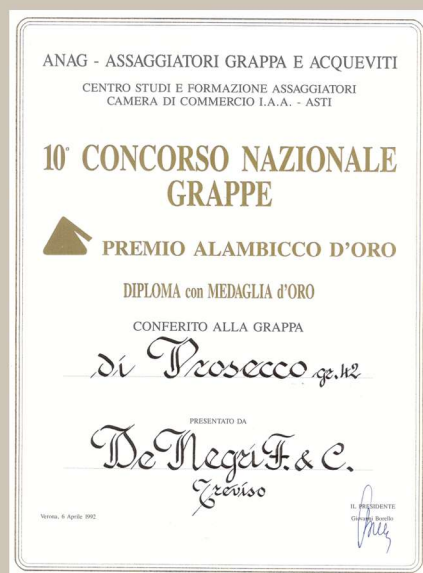 ANAG - ASSAGGIATORI GRAPPA E ACQUEVITI
CENTRO STUDI E FORMAZIONE ASSAGGIATORI
CAMERA DI COMMERCIO I.A.A. - ASTI
10° CONCORSO NAZIONALE
GRAPPE
PREMIO ALAMBICCO D'ORO
DIPLOMA con MEDAGLIA d'ORO
CONFERITO ALLA GRAPPA
di Prosecco gr. 42
PRESENTATO DA
De Negri F. & C.
Treviso
Verona, 6 Aprile 1992
IL PRESIDENTE
Giovanni Borello